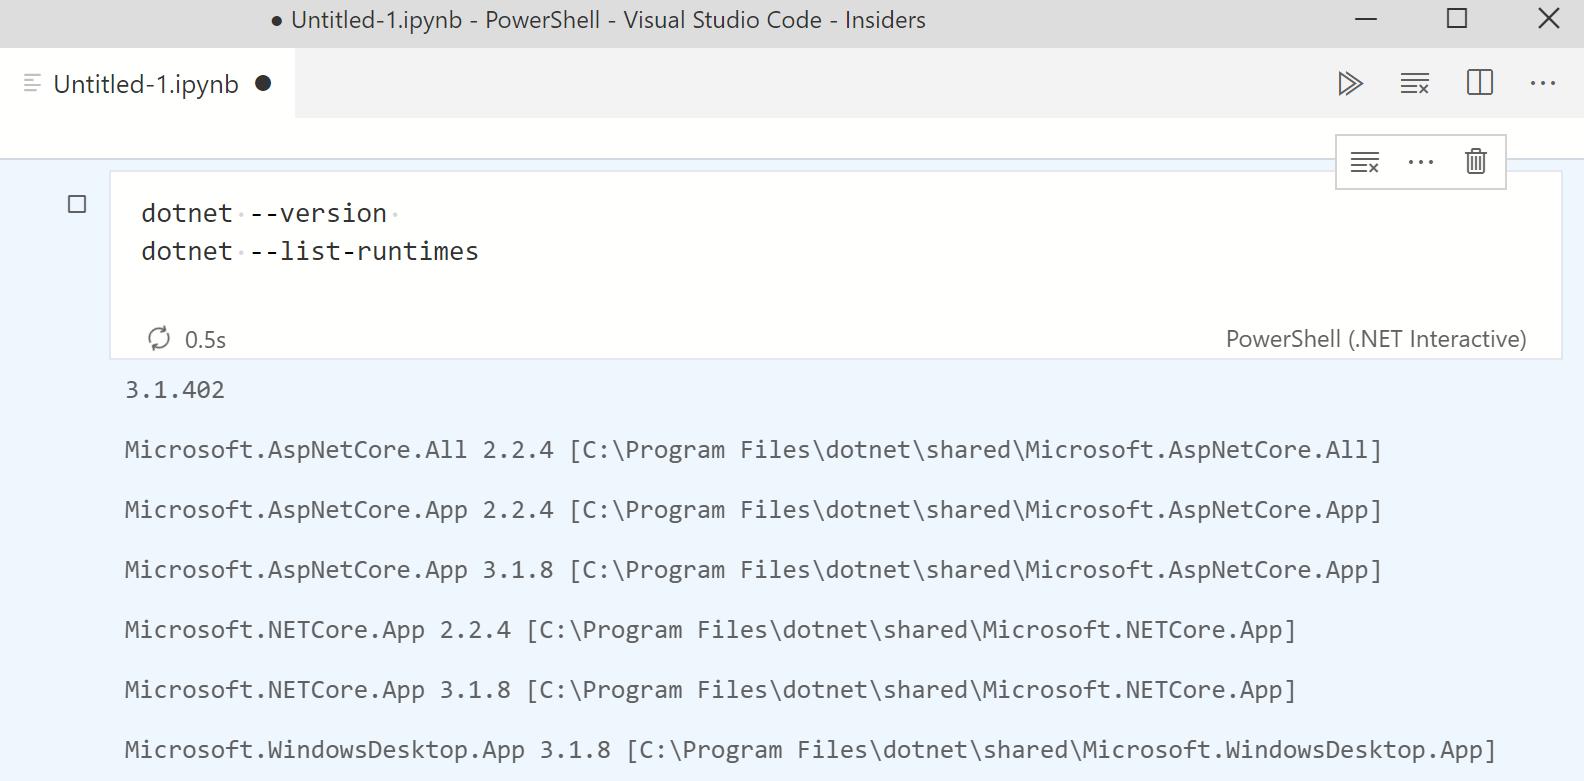 ● Untitled-1.ipynb - PowerShell - Visual Studio Code - Insiders
Untitled-1.ipynb ●
dotnet --version
dotnet --list-runtimes
0.5s
PowerShell (.NET Interactive)
3.1.402
Microsoft.AspNetCore.All 2.2.4 [C:\Program Files\dotnet\shared\Microsoft.AspNetCore.All]
Microsoft.AspNetCore.App 2.2.4 [C:\Program Files\dotnet\shared\Microsoft.AspNetCore.App]
Microsoft.AspNetCore.App 3.1.8 [C:\Program Files\dotnet\shared\Microsoft.AspNetCore.App]
Microsoft.NETCore.App 2.2.4 [C:\Program Files\dotnet\shared\Microsoft.NETCore.App]
Microsoft.NETCore.App 3.1.8 [C:\Program Files\dotnet\shared\Microsoft.NETCore.App]
Microsoft.WindowsDesktop.App 3.1.8 [C:\Program Files\dotnet\shared\Microsoft.WindowsDesktop.App]